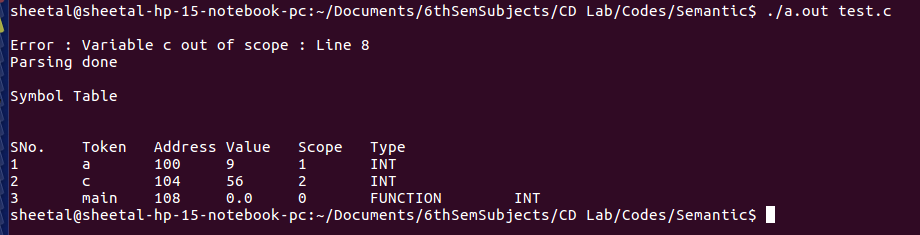 sheetal@sheetal-hp-15-notebook-pc:~/Documents/6thSemSubjects/CD Lab/Codes/Semantic$ ./a.out test.c
Error : Variable c out of scope : Line 8
Parsing done
Symbol Table
SNo. Token Address Value Scope Type
1 a 100 9 1 INT
2 c 104 56 2 INT
3 main 108 0.0 0 FUNCTION INT
sheetal@sheetal-hp-15-notebook-pc:~/Documents/6thSemSubjects/CD Lab/Codes/Semantic$